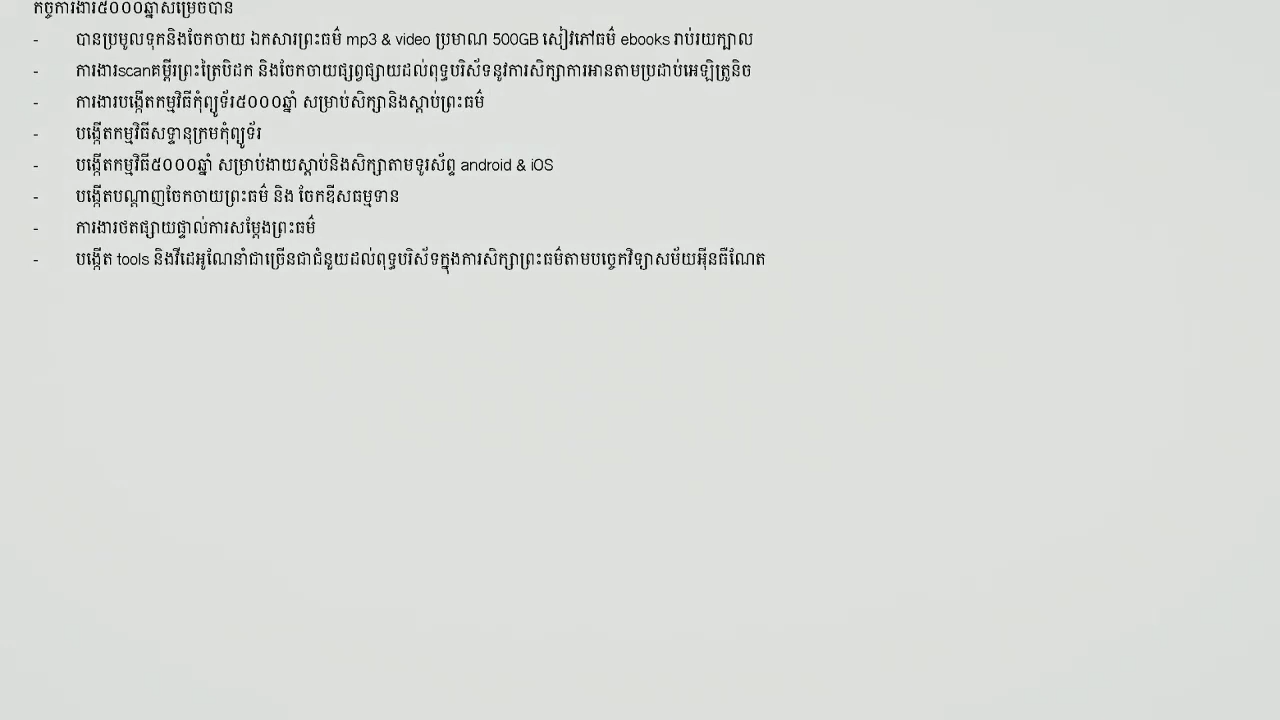 កិច្ចការងារ៥០០០ឆ្នាំសម្រេចបាន
- បានប្រមូលទុកនិងចែកចាយ ឯកសារព្រះធម៌ mp3 & video ប្រមាណ 500GB សៀវភៅធម៌ ebooks រាប់រយក្បាល
- ការងារscanគម្ពីរព្រះត្រៃបិដក និងចែកចាយផ្សព្វផ្សាយដល់ពុទ្ធបរិស័ទនូវការសិក្សាការអានតាមប្រដាប់អេឡិត្រូនិច
- ការងារបង្កើតកម្មវិធីកុំព្យូទ័រ៥០០០ឆ្នាំ សម្រាប់សិក្សានិងស្តាប់ព្រះធម៌
- បង្កើតកម្មវិធីសទ្ទានុក្រមកុំព្យូទ័រ
- បង្កើតកម្មវិធី៥០០០ឆ្នាំ សម្រាប់ងាយស្តាប់និងសិក្សាតាមទូរស័ព្ទ android & iOS
- បង្កើតបណ្តាញចែកចាយព្រះធម៌ និង ចែកឌីសធម្មទាន
- ការងារថតផ្សាយផ្ទាល់ការសម្តែងព្រះធម៌
- បង្កើត tools និងវីដេអូណែនាំជាច្រើនជាជំនួយដល់ពុទ្ធបរិស័ទក្នុងការសិក្សាព្រះធម៌តាមបច្ចេកវិទ្យាសម័យអ៊ីនធឺណែត